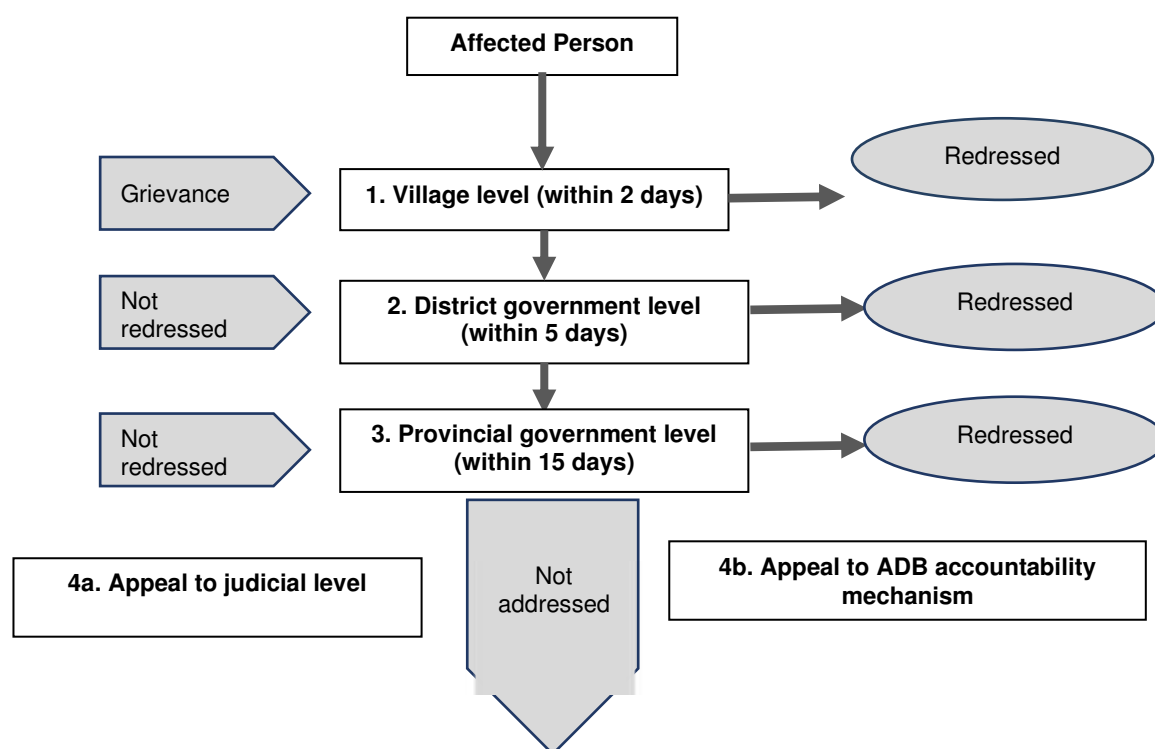 Affected Person
Redressed
Grievance
1. Village level (within 2 days)
Not
redressed
2. District government level
(within 5 days)
Redressed
Not
redressed
3. Provincial government level
(within 15 days)
Redressed
4a. Appeal to judicial level
Not
addressed
4b. Appeal to ADB accountability
mechanism